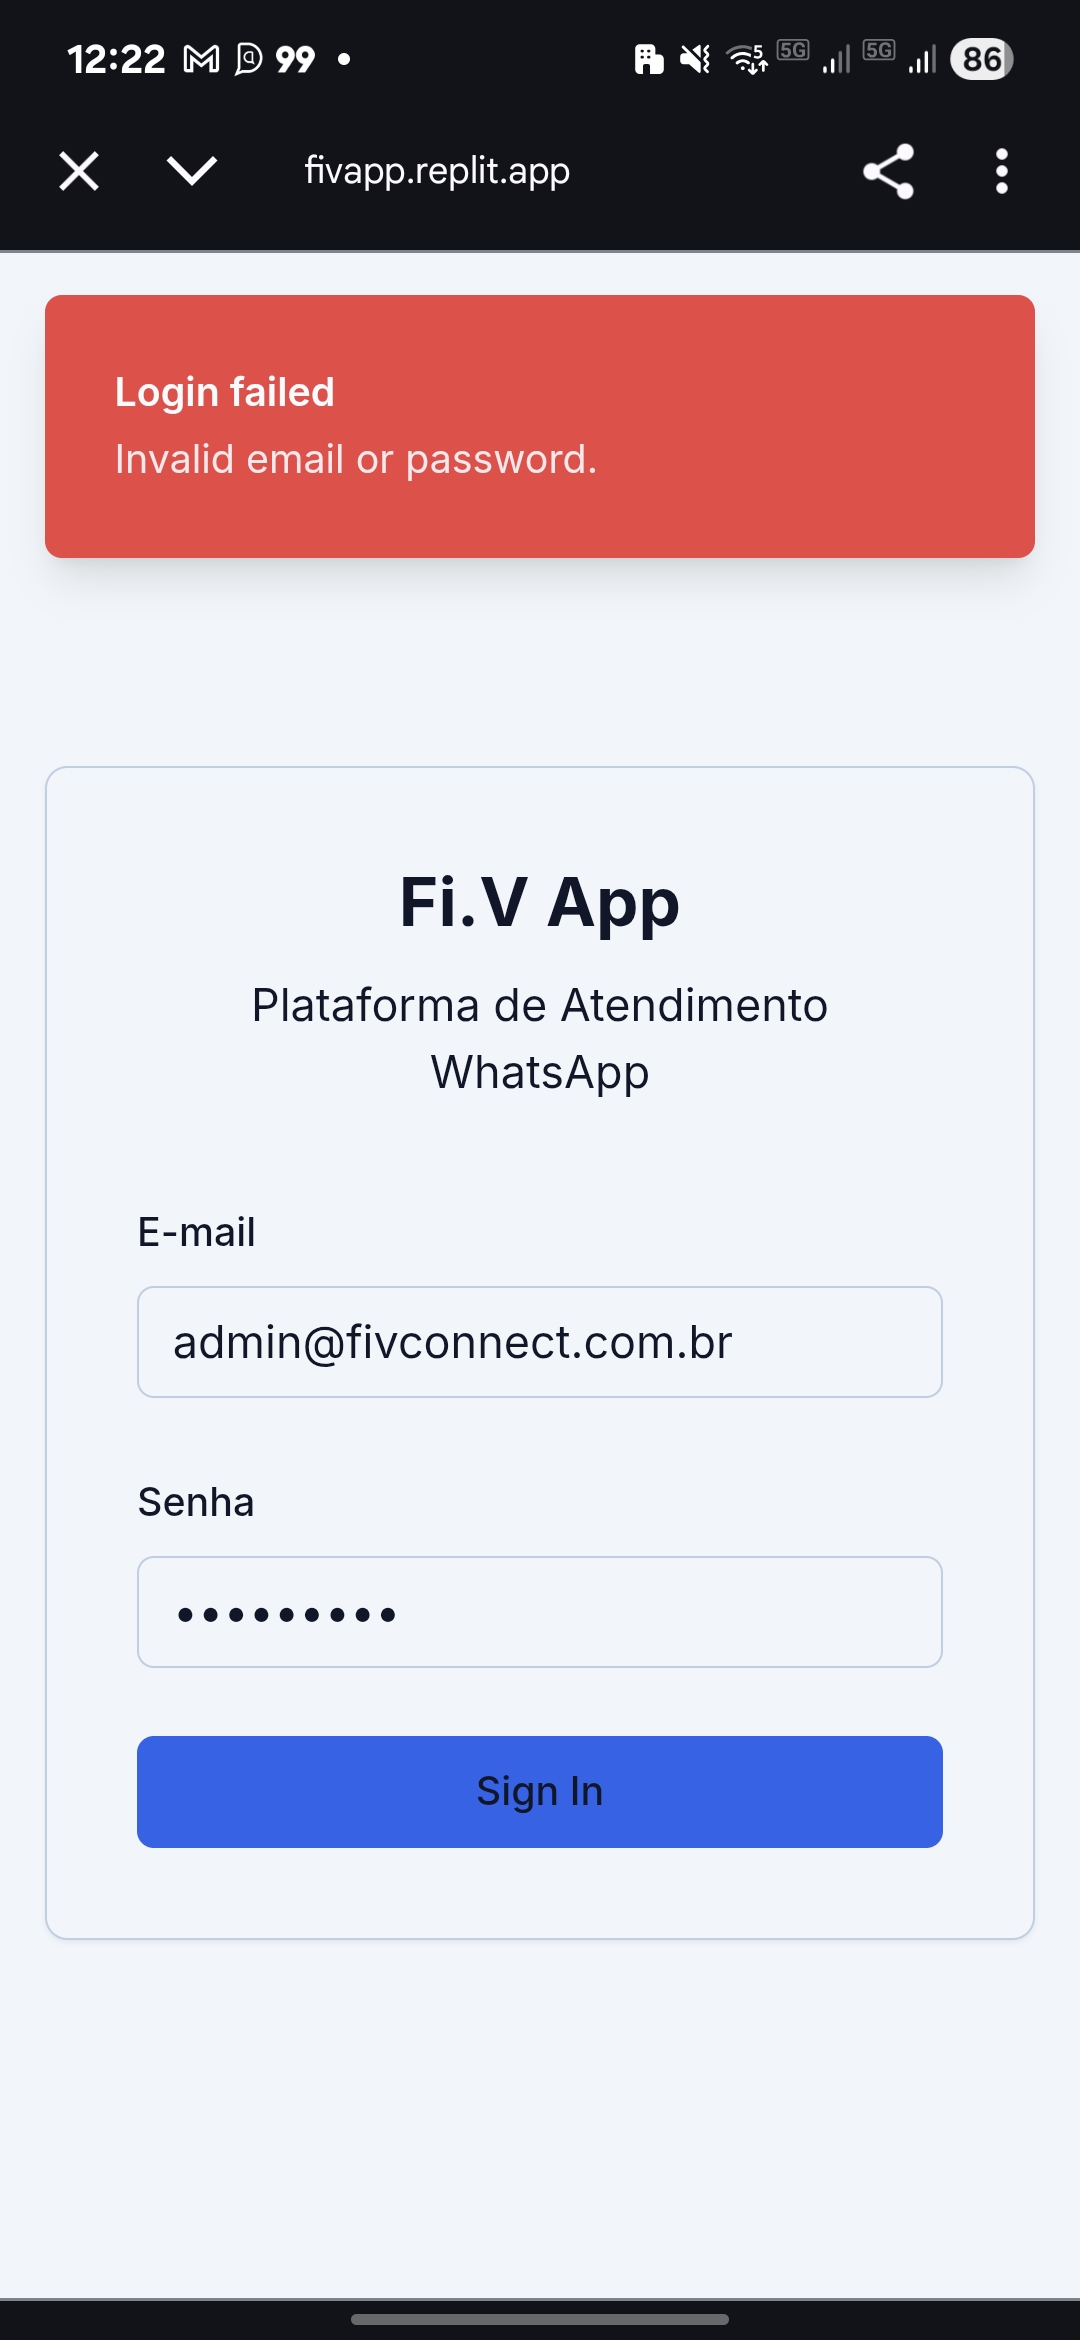 12:22 99 5 5G 5G 86
fivapp.replit.app
Login failed
Invalid email or password.
Fi.V App
Plataforma de Atendimento
WhatsApp
E-mail
admin@fivconnect.com.br
Senha
•••••••••
Sign In